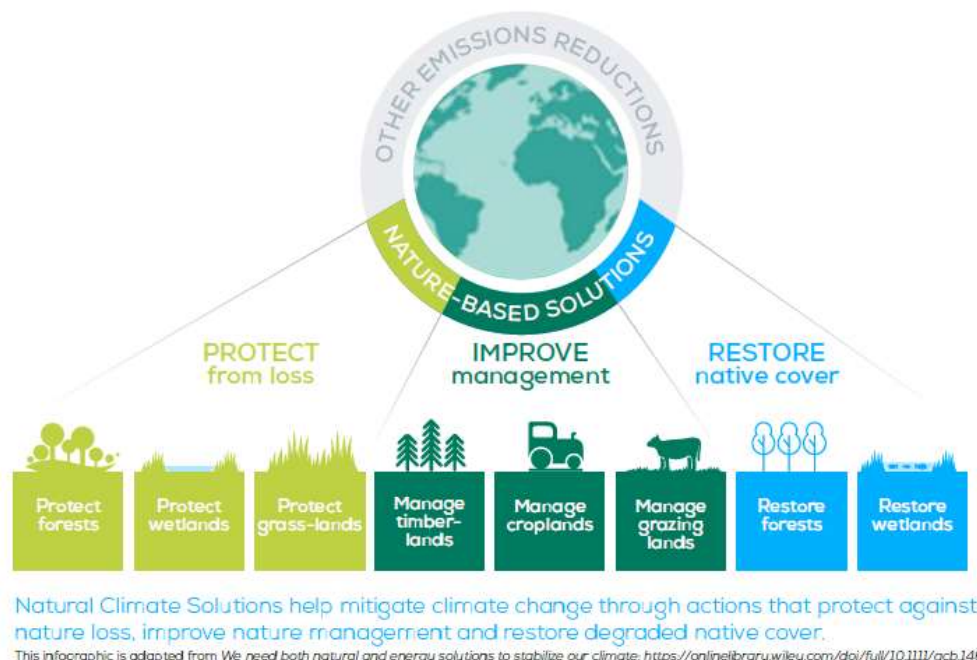 OTHER EMISSIONS REDUCTIONS
NATURE-BASED SOLUTIONS
PROTECT
from loss
IMPROVE
management
RESTORE
native cover
Protect
forests
Protect
wetlands
Protect
grass-lands
Manage
timber-
lands
Manage
croplands
Manage
grazing
lands
Restore
forests
Restore
wetlands
Natural Climate Solutions help mitigate climate change through actions that protect against
nature loss, improve nature management and restore degraded native cover.
This infographic is adapted from We need both natural and energy solutions to stabilize our climate: https://onlinelibrary.wiley.com/doi/full/10.1111/gcb.14